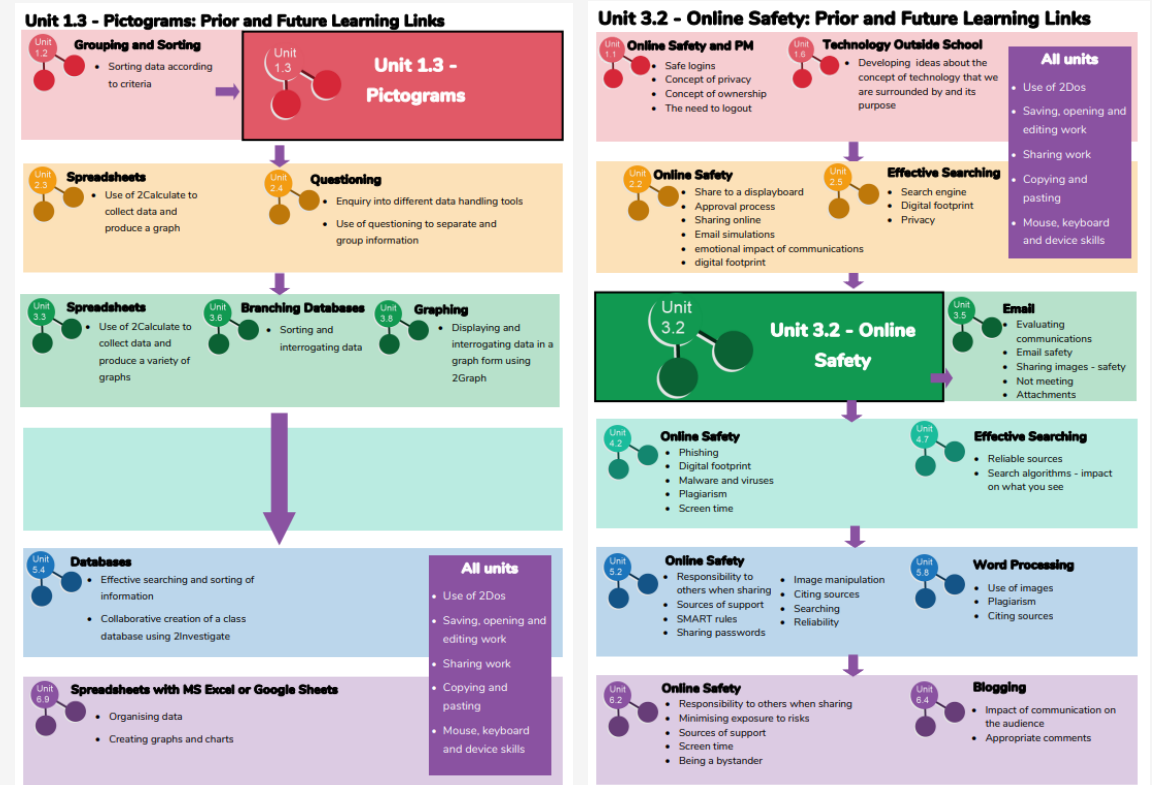 Unit 1.3 - Pictograms: Prior and Future Learning Links
Unit
1.2
Grouping and Sorting
• Sorting data according
to criteria
Unit
1.3
Unit 1.3 -
Pictograms
Unit
2.3
Spreadsheets
• Use of 2Calculate to
collect data and
produce a graph
Unit
2.4
Questioning
• Enquiry into different data handling tools
• Use of questioning to separate and
group information
Unit
3.3
Spreadsheets
• Use of 2Calculate to
collect data and
produce a variety of
graphs
Unit
3.6
Branching Databases
• Sorting and
interrogating data
Unit
3.8
Graphing
• Displaying and
interrogating data in a
graph form using
2Graph
Unit
5.4
Databases
• Effective searching and sorting of
information
• Collaborative creation of a class
database using 2Investigate
All units
• Use of 2Dos
• Saving, opening and
editing work
• Sharing work
• Copying and
pasting
• Mouse, keyboard
and device skills
Unit
6.9
Spreadsheets with MS Excel or Google Sheets
• Organising data
• Creating graphs and charts
Unit 3.2 - Online Safety: Prior and Future Learning Links
Unit
1.1
Online Safety and PM
• Safe logins
• Concept of privacy
• Concept of ownership
• The need to logout
Unit
1.6
Technology Outside School
• Developing ideas about the
concept of technology that we
are surrounded by and its
purpose
All units
• Use of 2Dos
• Saving, opening and
editing work
• Sharing work
• Copying and
pasting
• Mouse, keyboard
and device skills
Unit
2.2
Online Safety
• Share to a displayboard
• Approval process
• Sharing online
• Email simulations
• emotional impact of communications
• digital footprint
Unit
2.5
Effective Searching
• Search engine
• Digital footprint
• Privacy
Unit
3.2
Unit 3.2 - Online
Safety
Unit
3.5
Email
• Evaluating
communications
• Email safety
• Sharing images - safety
• Not meeting
• Attachments
Unit
4.2
Online Safety
• Phishing
• Digital footprint
• Malware and viruses
• Plagiarism
• Screen time
Unit
4.7
Effective Searching
• Reliable sources
• Search algorithms - impact
on what you see
Unit
5.2
Online Safety
• Responsibility to
others when sharing
• Sources of support
• SMART rules
• Sharing passwords
• Image manipulation
• Citing sources
• Searching
• Reliability
Unit
5.8
Word Processing
• Use of images
• Plagiarism
• Citing sources
Unit
6.2
Online Safety
• Responsibility to others when sharing
• Minimising exposure to risks
• Sources of support
• Screen time
• Being a bystander
Unit
6.4
Blogging
• Impact of communication on
the audience
• Appropriate comments